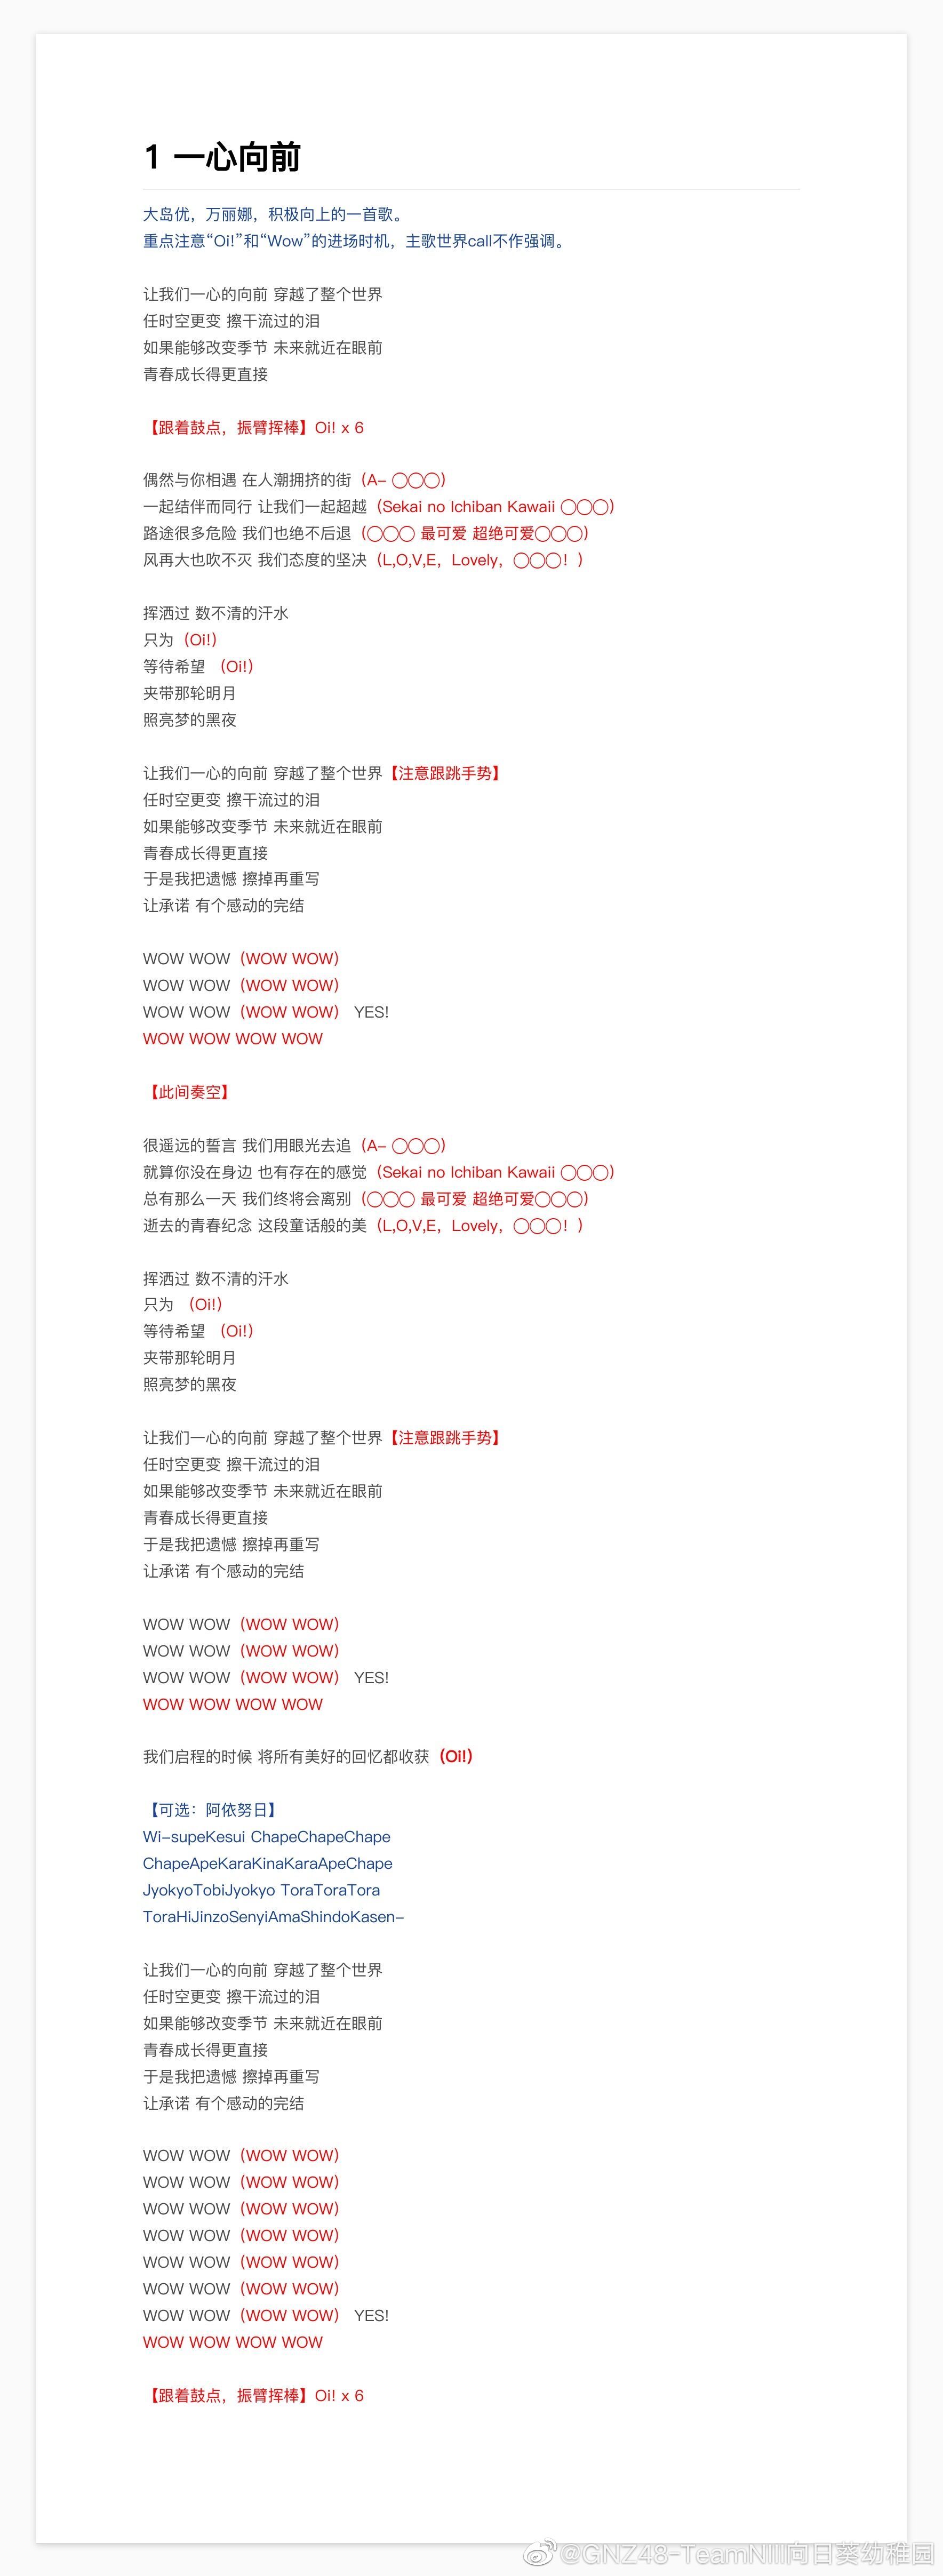 1 一心向前
大岛优，万丽娜，积极向上的一首歌。
重点注意“Oi!”和“Wow”的进场时机，主歌世界call不作强调。
让我们一心的向前 穿越了整个世界
任时空更变 擦干流过的泪
如果能够改变季节 未来就近在眼前
青春成长得更直接
【跟着鼓点，振臂挥棒】Oi! x 6
偶然与你相遇 在人潮拥挤的街（A- ◯◯◯）
一起结伴而同行 让我们一起超越（Sekai no Ichiban Kawaii ◯◯◯）
路途很多危险 我们也绝不后退（◯◯◯ 最可爱 超绝可爱◯◯◯）
风再大也吹不灭 我们态度的坚决（L,O,V,E，Lovely，◯◯◯！）
挥洒过 数不清的汗水
只为（Oi!）
等待希望 （Oi!）
夹带那轮明月
照亮梦的黑夜
让我们一心的向前 穿越了整个世界【注意跟跳手势】
任时空更变 擦干流过的泪
如果能够改变季节 未来就近在眼前
青春成长得更直接
于是我把遗憾 擦掉再重写
让承诺 有个感动的完结
WOW WOW（WOW WOW）
WOW WOW（WOW WOW）
WOW WOW（WOW WOW） YES!
WOW WOW WOW WOW
【此间奏空】
很遥远的誓言 我们用眼光去追（A- ◯◯◯）
就算你没在身边 也有存在的感觉（Sekai no Ichiban Kawaii ◯◯◯）
总有那么一天 我们终将会离别（◯◯◯ 最可爱 超绝可爱◯◯◯）
逝去的青春纪念 这段童话般的美（L,O,V,E，Lovely，◯◯◯！）
挥洒过 数不清的汗水
只为 （Oi!）
等待希望 （Oi!）
夹带那轮明月
照亮梦的黑夜
让我们一心的向前 穿越了整个世界【注意跟跳手势】
任时空更变 擦干流过的泪
如果能够改变季节 未来就近在眼前
青春成长得更直接
于是我把遗憾 擦掉再重写
让承诺 有个感动的完结
WOW WOW（WOW WOW）
WOW WOW（WOW WOW）
WOW WOW（WOW WOW） YES!
WOW WOW WOW WOW
我们启程的时候 将所有美好的回忆都收获（Oi!）
【可选：阿依努日】
Wi-supeKesui ChapeChapeChape
ChapeApeKaraKinaKaraApeChape
JyokyoTobiJyokyo ToraToraTora
ToraHiJinzoSenyiAmaShindoKasen-
让我们一心的向前 穿越了整个世界
任时空更变 擦干流过的泪
如果能够改变季节 未来就近在眼前
青春成长得更直接
于是我把遗憾 擦掉再重写
让承诺 有个感动的完结
WOW WOW（WOW WOW）
WOW WOW（WOW WOW）
WOW WOW（WOW WOW）
WOW WOW（WOW WOW）
WOW WOW（WOW WOW）
WOW WOW（WOW WOW）
WOW WOW（WOW WOW） YES!
WOW WOW WOW WOW
【跟着鼓点，振臂挥棒】Oi! x 6
@GNZ48-TeamNIII向日葵幼稚园